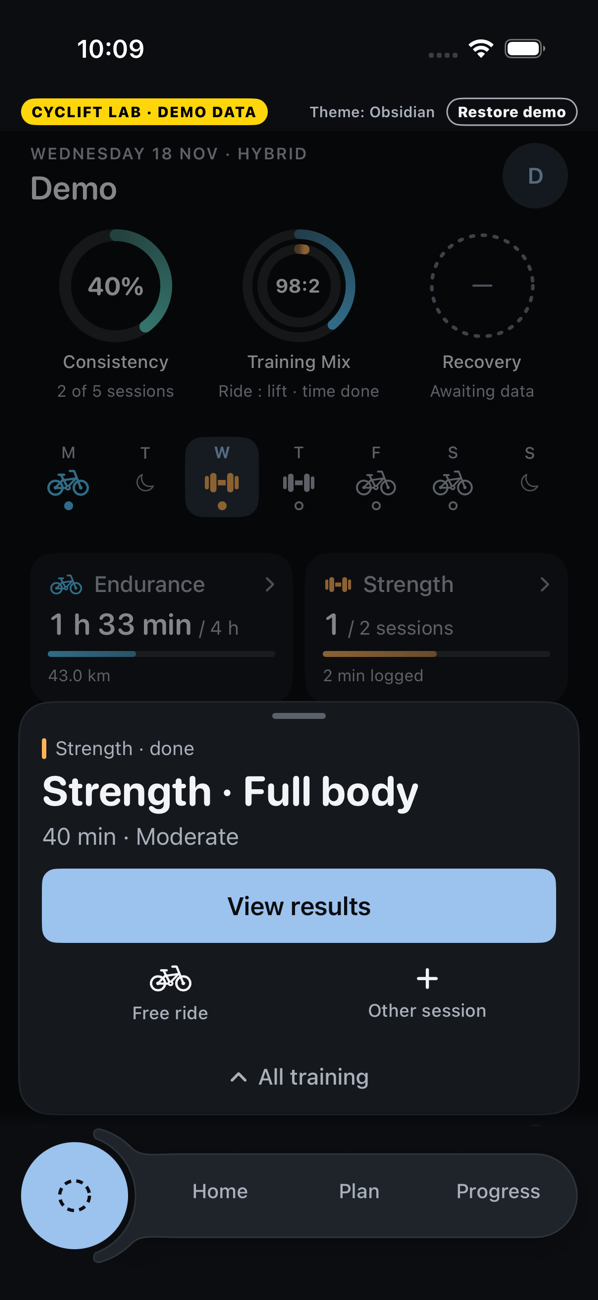 10:09
CYCLIFT LAB · DEMO DATA
Theme: Obsidian
Restore demo
WEDNESDAY 18 NOV · HYBRID
Demo
D
40%
98:2
—
Consistency
Training Mix
Recovery
2 of 5 sessions
Ride : lift · time done
Awaiting data
M T W T F S S
Endurance
1 h 33 min / 4 h
43.0 km
Strength
1 / 2 sessions
2 min logged
Strength · done
Strength · Full body
40 min · Moderate
View results
Free ride
Other session
All training
Home
Plan
Progress